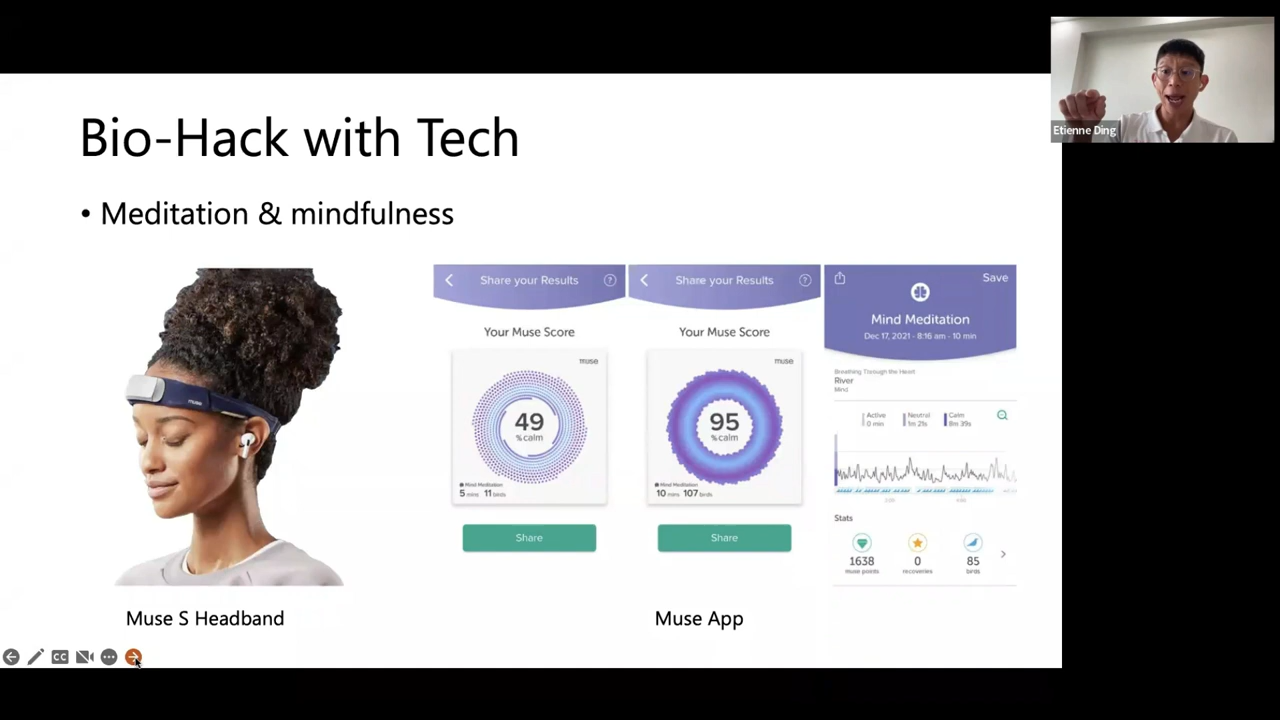 Bio-Hack with Tech
• Meditation & mindfulness
muse
Share your Results
?
Your Muse Score
muse
49
% calm
Mind Meditation
5 mins 11 birds
Share
Share your Results
?
Your Muse Score
muse
95
% calm
Mind Meditation
10 mins 107 birds
Share
Save
Mind Meditation
Dec 17, 2021 - 8:16 am - 10 min
Breathing Through the Heart
River
Mind
Active
0 min
Neutral
1m 21s
Calm
8m 39s
Stats
1638
muse points
0
recoveries
85
birds
Muse S Headband
Muse App
CC
Etienne Ding